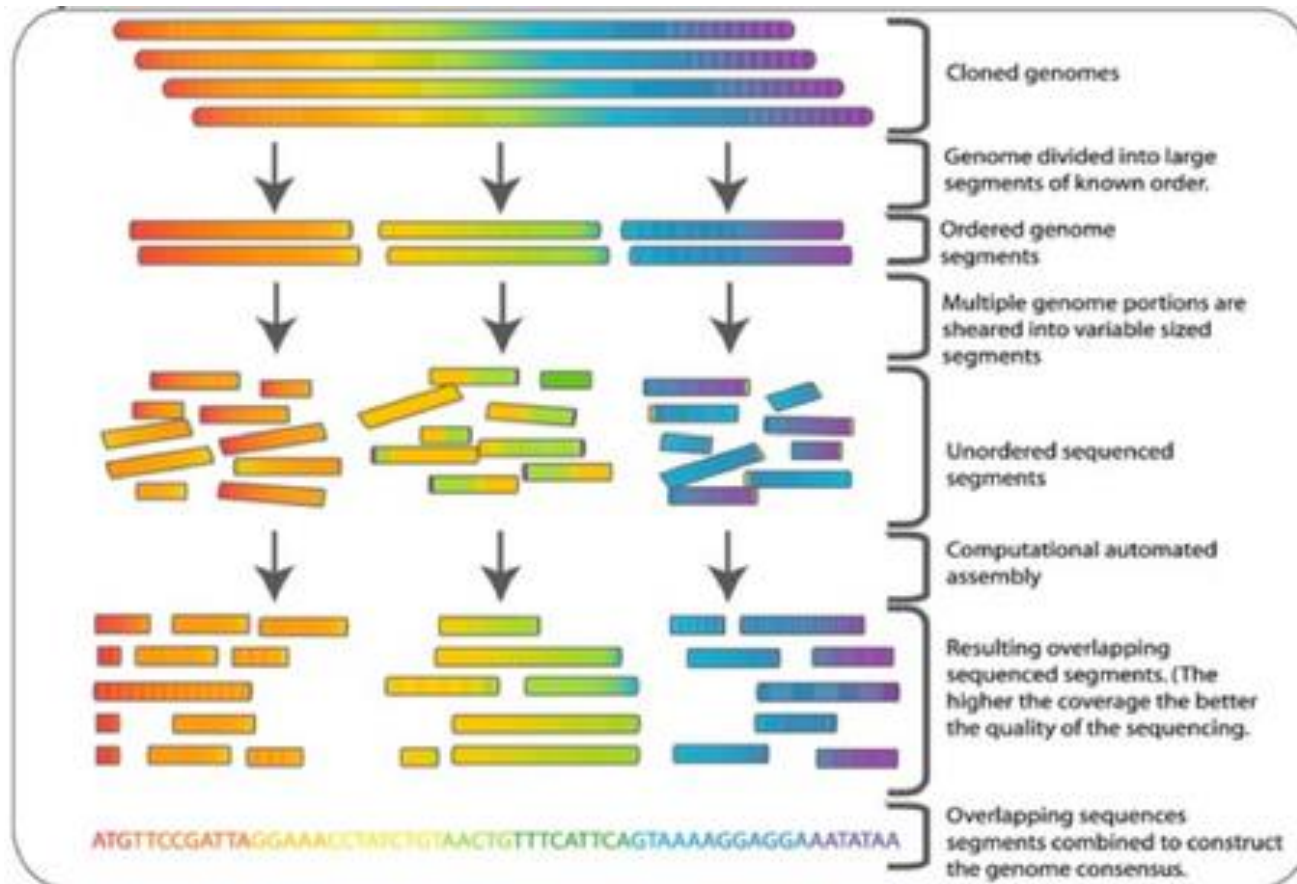 Cloned genomes
Genome divided into large
segments of known order.
Ordered genome
segments
Multiple genome portions are
sheared into variable sized
segments
Unordered sequenced
segments
Computational automated
assembly
Resulting overlapping
sequenced segments. (The
higher the coverage the better
the quality of the sequencing.
ATGTTCCGATTAGGAAACCTATCTGTAACTGTTTCATTCAGTAAAAGGAGGAAATATAA
Overlapping sequences
segments combined to construct
the genome consensus.